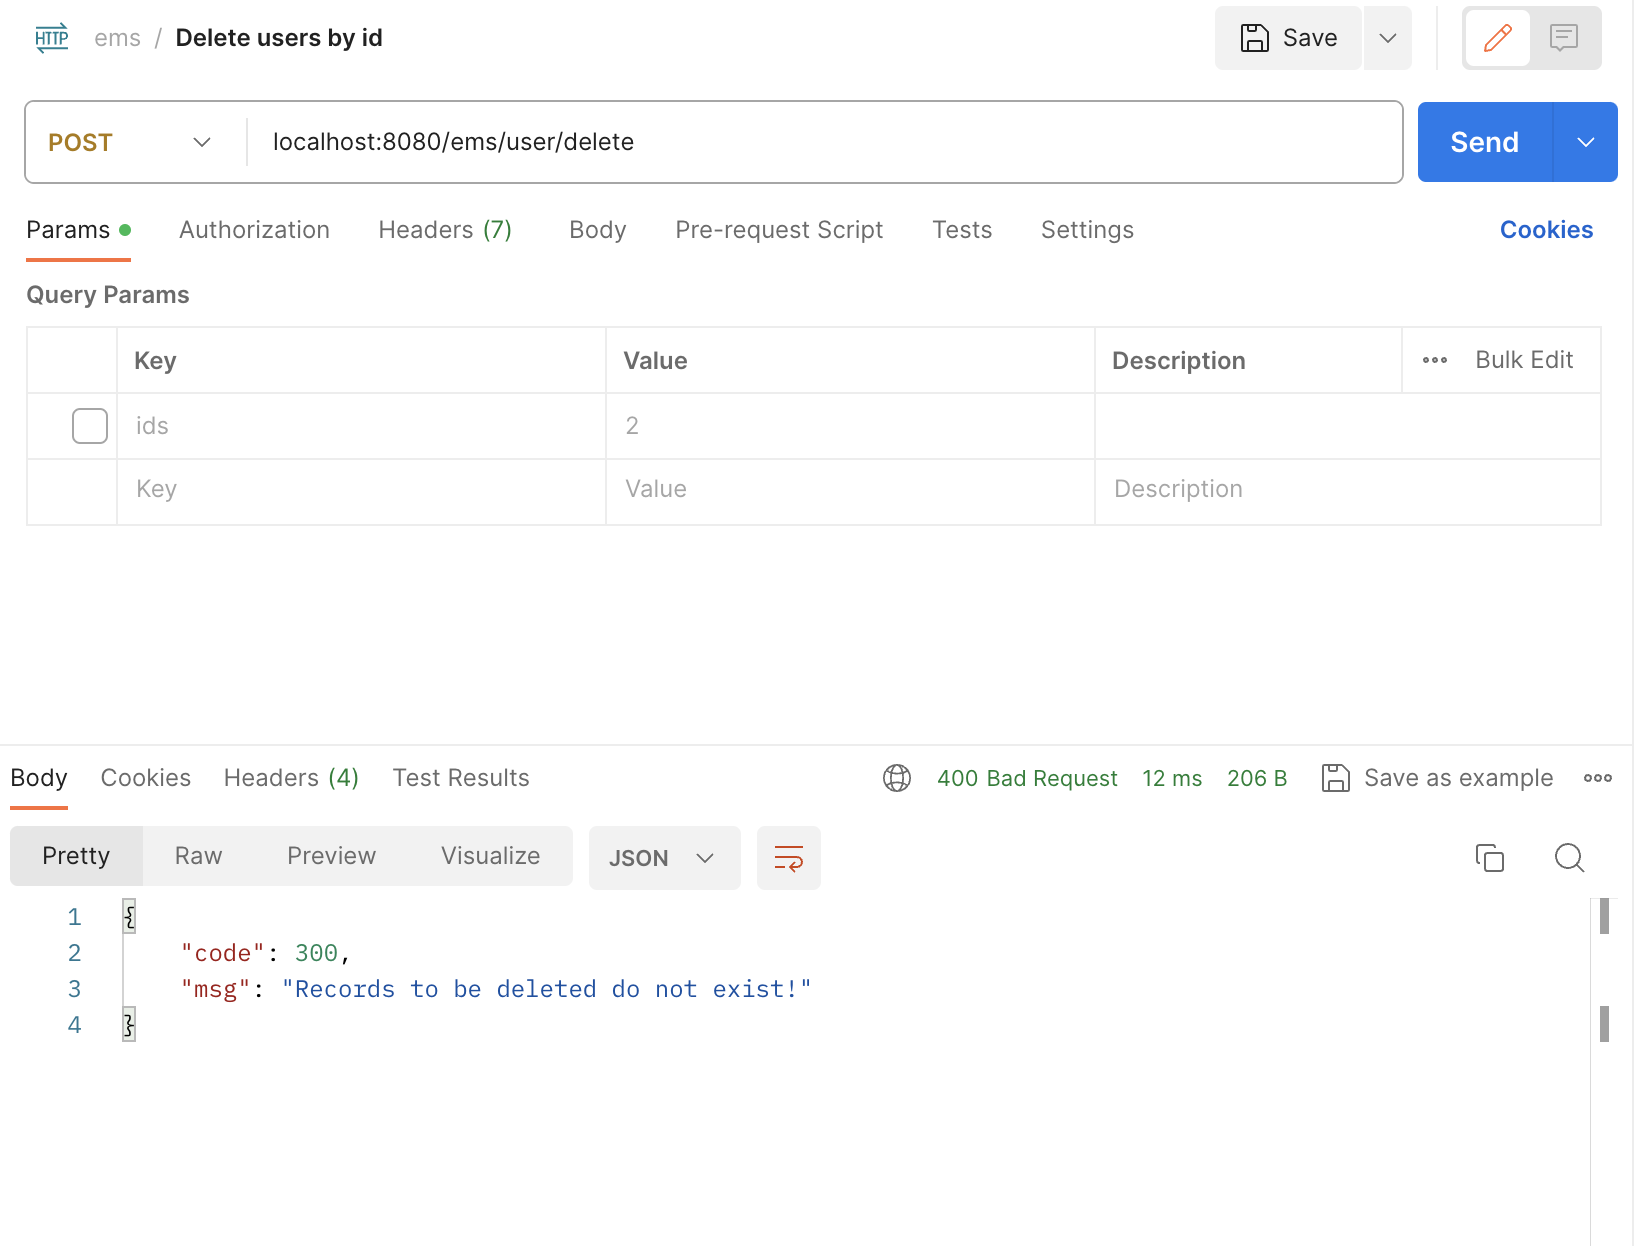 HTTP ems / Delete users by id Save
POST localhost:8080/ems/user/delete Send
Params Authorization Headers (7) Body Pre-request Script Tests Settings Cookies
Query Params
Key Value Description Bulk Edit
ids 2
Key Value Description
Body Cookies Headers (4) Test Results 400 Bad Request 12 ms 206 B Save as example
Pretty Raw Preview Visualize JSON
1 {
2 "code": 300,
3 "msg": "Records to be deleted do not exist!"
4 }